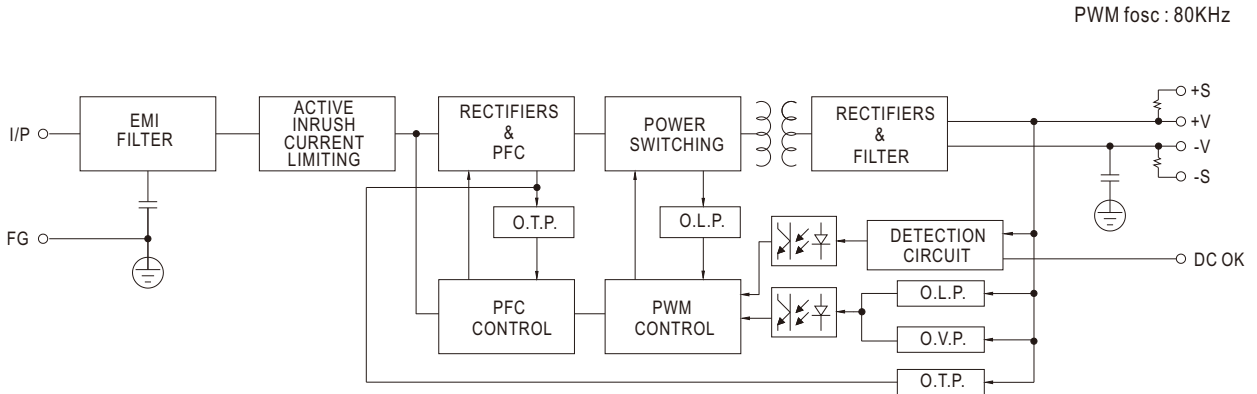 PWM fosc : 80KHz
I/P
EMI
FILTER
ACTIVE
INRUSH
CURRENT
LIMITING
RECTIFIERS
&
PFC
POWER
SWITCHING
RECTIFIERS
&
FILTER
+S
+V
-V
-S
FG
O.T.P.
O.L.P.
DETECTION
CIRCUIT
DC OK
PFC
CONTROL
PWM
CONTROL
O.L.P.
O.V.P.
O.T.P.